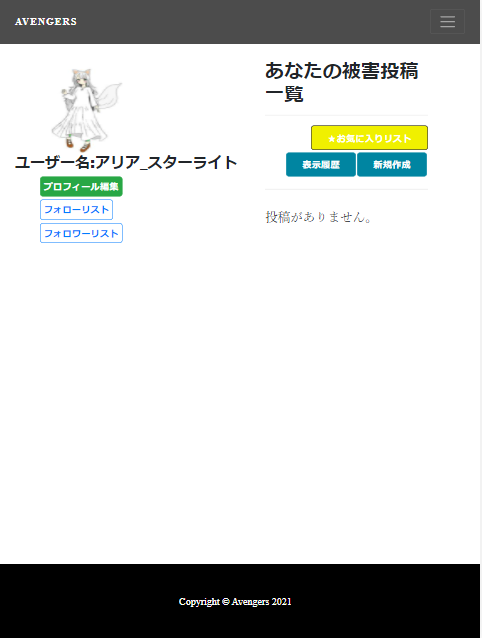 AVENGERS
ユーザー名:アリア_スターライト
プロフィール編集
フォローリスト
フォロワーリスト
あなたの被害投稿
一覧
★お気に入りリスト
表示履歴
新規作成
投稿がありません。
Copyright © Avengers 2021